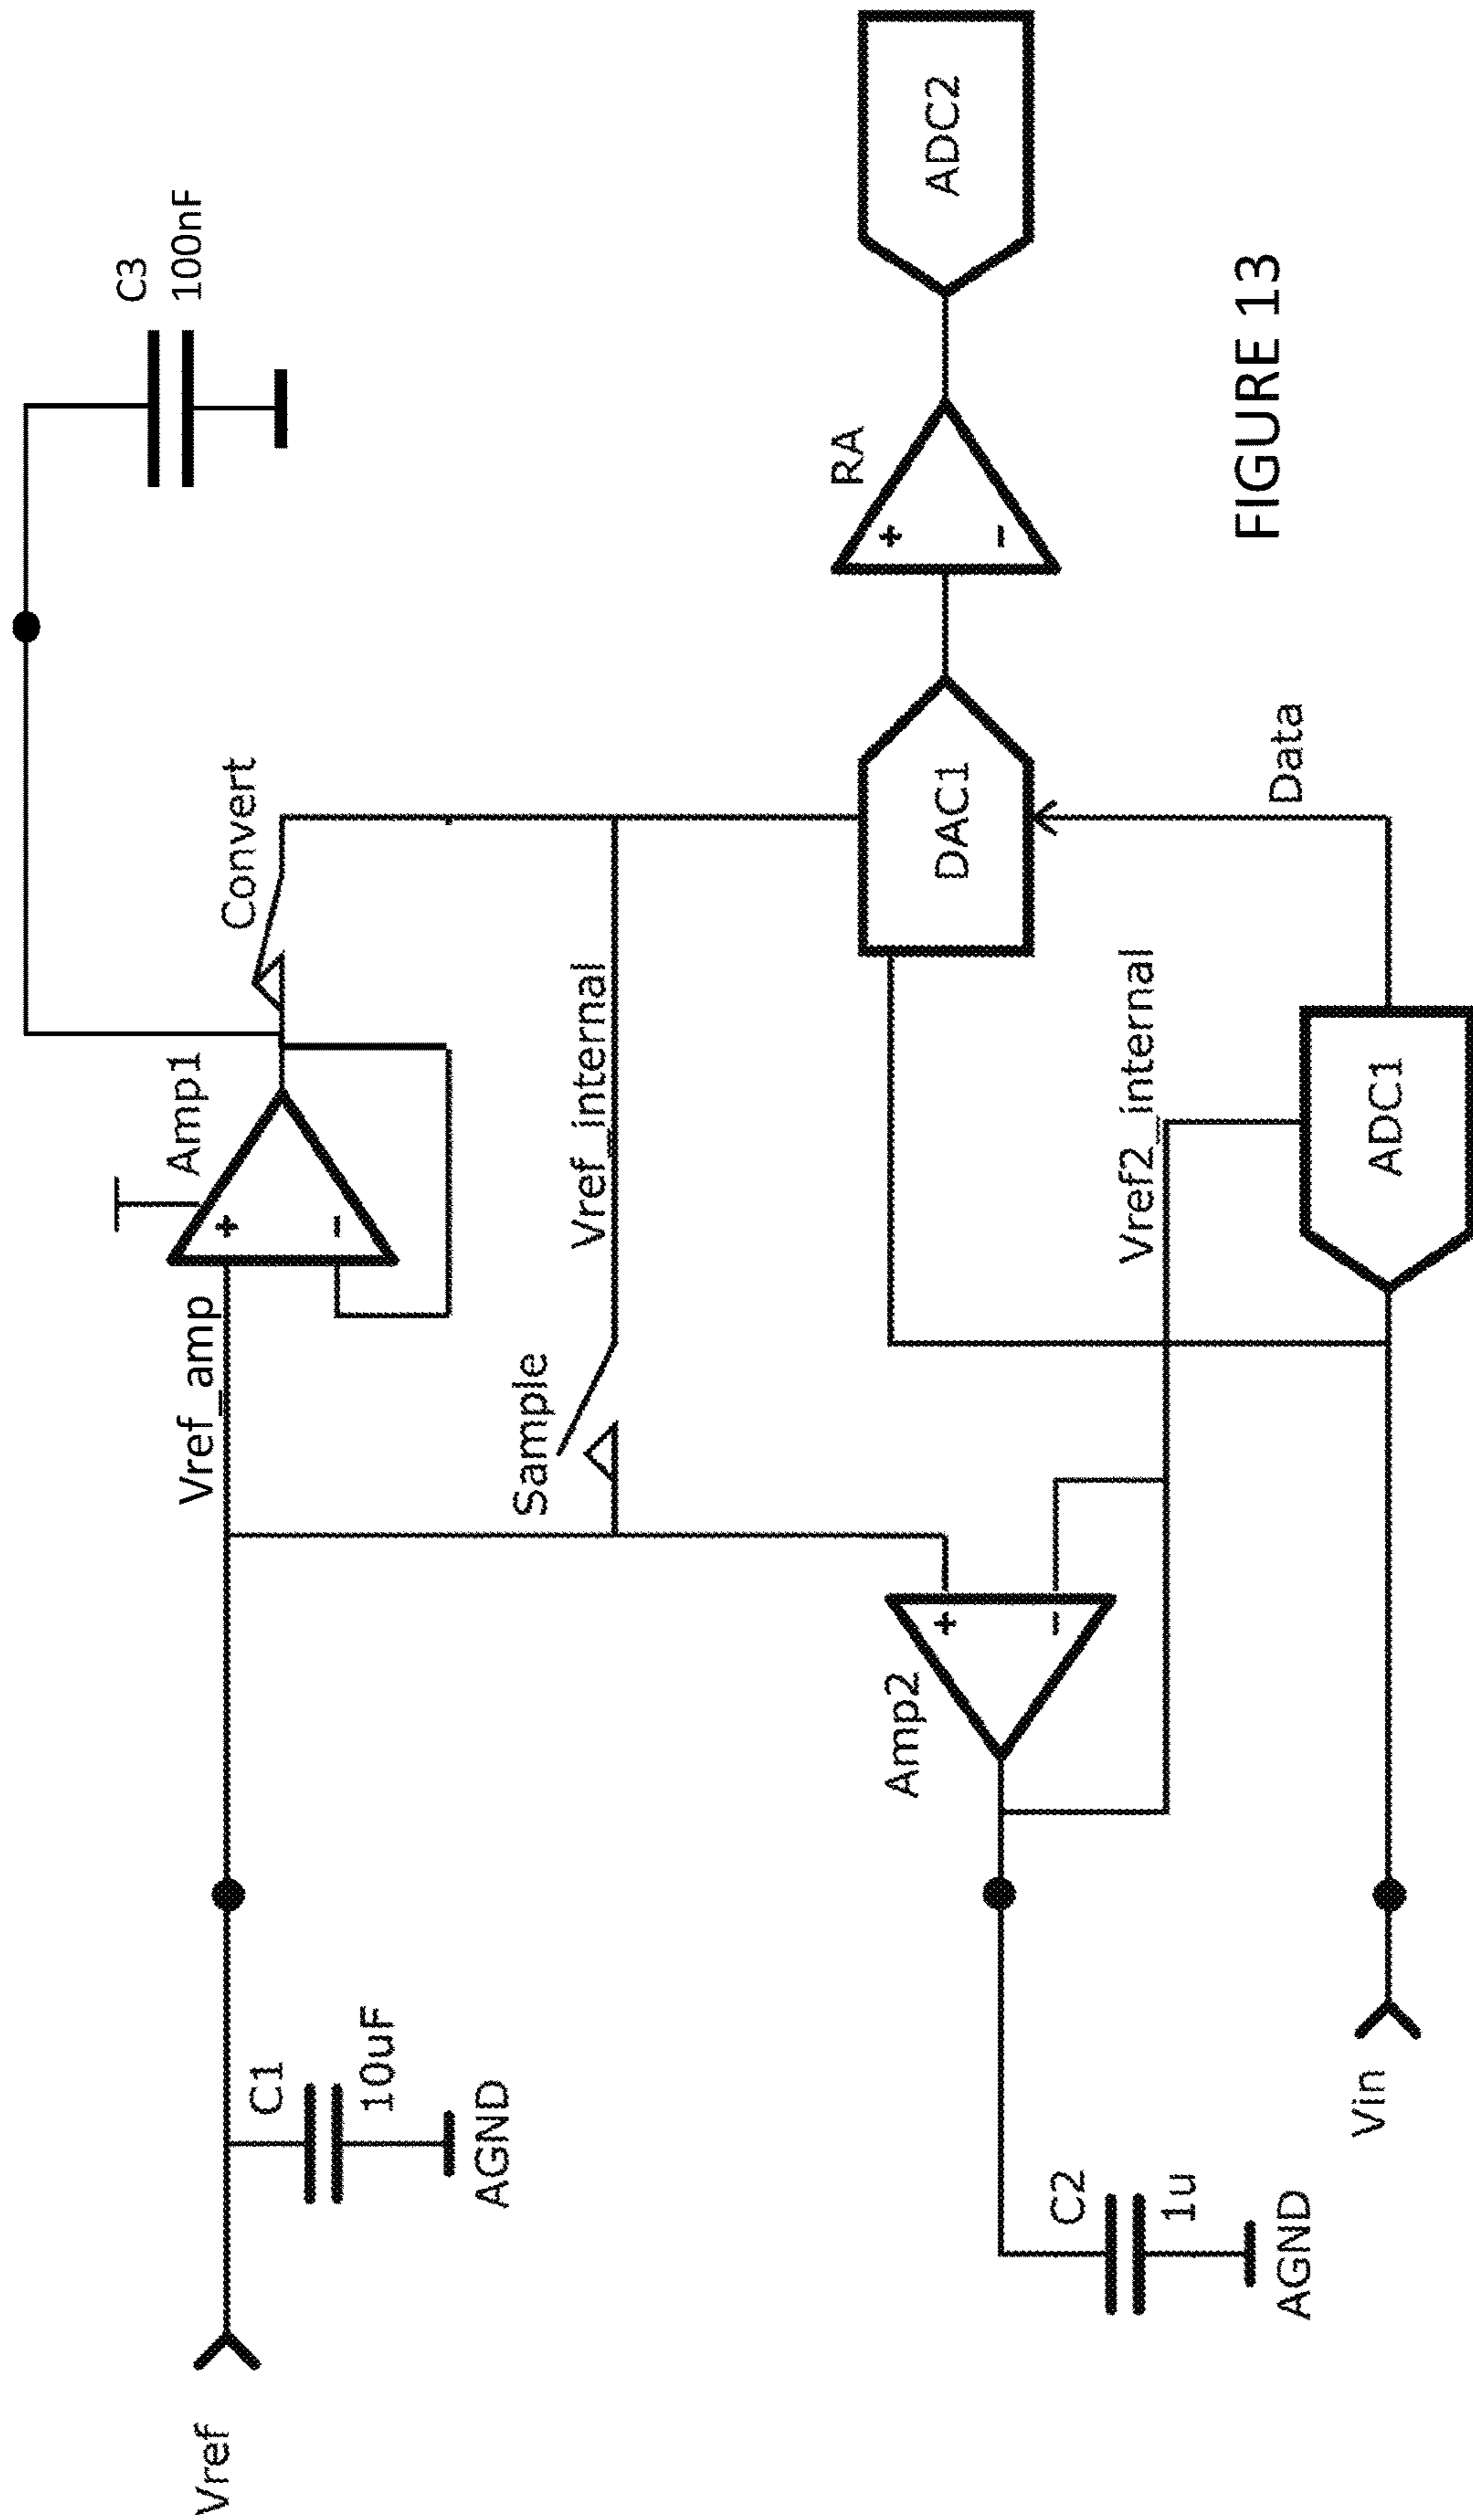 Vref
C1
10uF
AGND
Vref_amp
Amp1
+
-
Convert
C3
100nF
Sample
Vref_internal
Amp2
+
-
C2
1u
AGND
Vref2_internal
DAC1
RA
+
-
ADC2
Vin
ADC1
Data
FIGURE 13